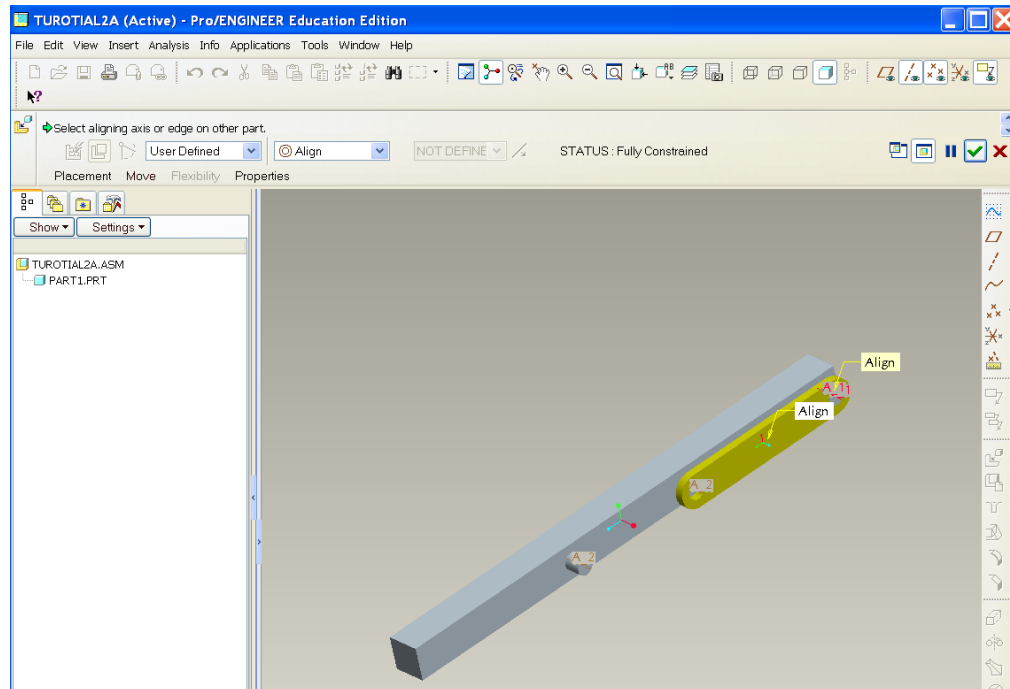 TUROTIAL2A (Active) - Pro/ENGINEER Education Edition
File Edit View Insert Analysis Info Applications Tools Window Help
Select aligning axis or edge on other part.
User Defined Align NOT DEFINE STATUS : Fully Constrained
Placement Move Flexibility Properties
Show Settings
TUROTIAL2A.ASM
PART1.PRT
Align
A_1
Align
1
A_2
A_2